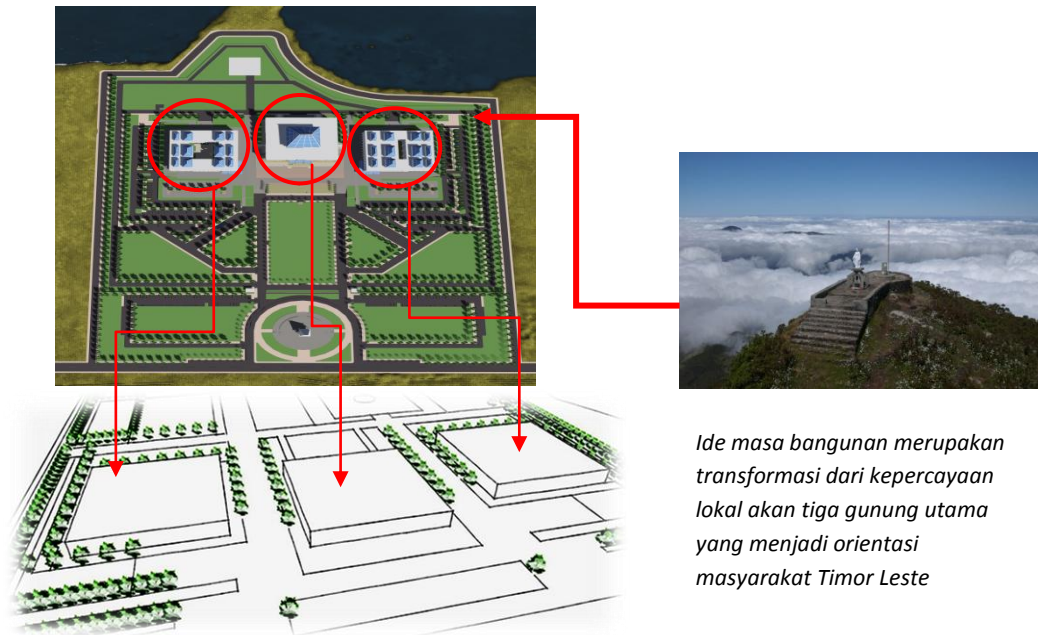 Ide masa bangunan merupakan
transformasi dari kepercayaan
lokal akan tiga gunung utama
yang menjadi orientasi
masyarakat Timor Leste